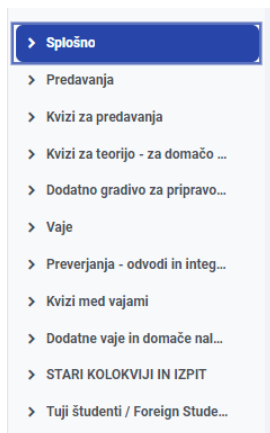 Splošno
Predavanja
Kvizi za predavanja
Kvizi za teorijo - za domačo ...
Dodatno gradivo za pripravo...
Vaje
Preverjanja - odvodi in integ...
Kvizi med vajami
Dodatne vaje in domače nal...
STARI KOLOKVIJI IN IZPIT
Tuji študenti / Foreign Stude...